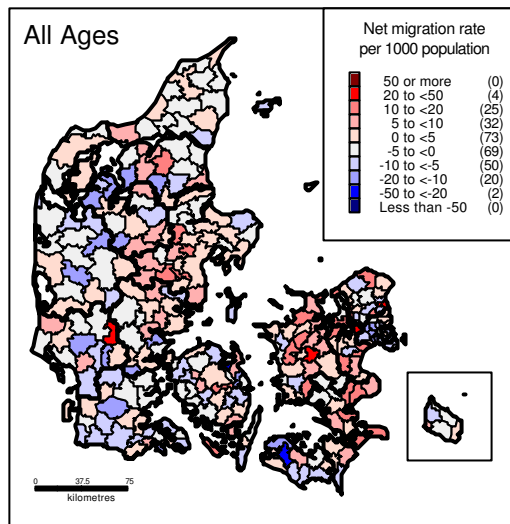 All Ages
Net migration rate
per 1000 population
50 or more (0)
20 to <50 (4)
10 to <20 (25)
5 to <10 (32)
0 to <5 (73)
-5 to <0 (69)
-10 to <-5 (50)
-20 to <-10 (20)
-50 to <-20 (2)
Less than -50 (0)
0 37.5 75
kilometres